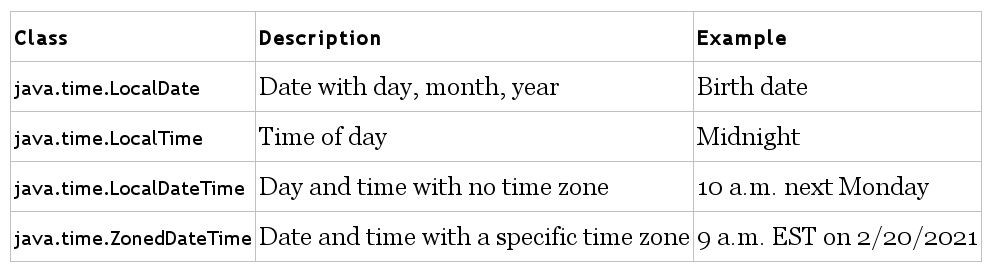 Class Description Example
java.time.LocalDate Date with day, month, year Birth date
java.time.LocalTime Time of day Midnight
java.time.LocalDateTime Day and time with no time zone 10 a.m. next Monday
java.time.ZonedDateTime Date and time with a specific time zone 9 a.m. EST on 2/20/2021